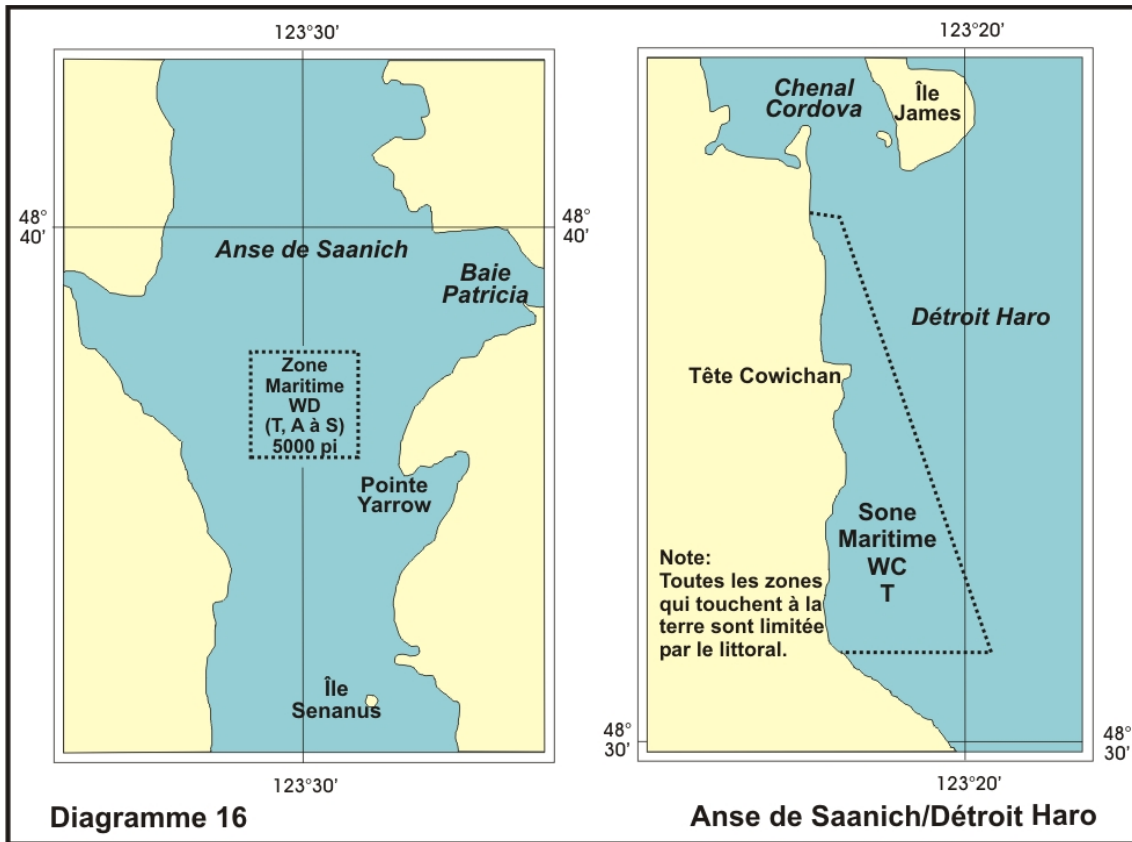 123°30'
48°
40'
48°
40'
Anse de Saanich
Baie
Patricia
Zone
Maritime
WD
(T, A à S)
5000 pi
Pointe
Yarrow
Île
Senanus
123°30'
Diagramme 16
123°20'
Chenal
Cordova
Île
James
Détroit Haro
Tête Cowichan
Sone
Maritime
WC
T
Note:
Toutes les zones
qui touchent à la
terre sont limitée
par le littoral.
48°
30'
48°
30'
123°20'
Anse de Saanich/Détroit Haro